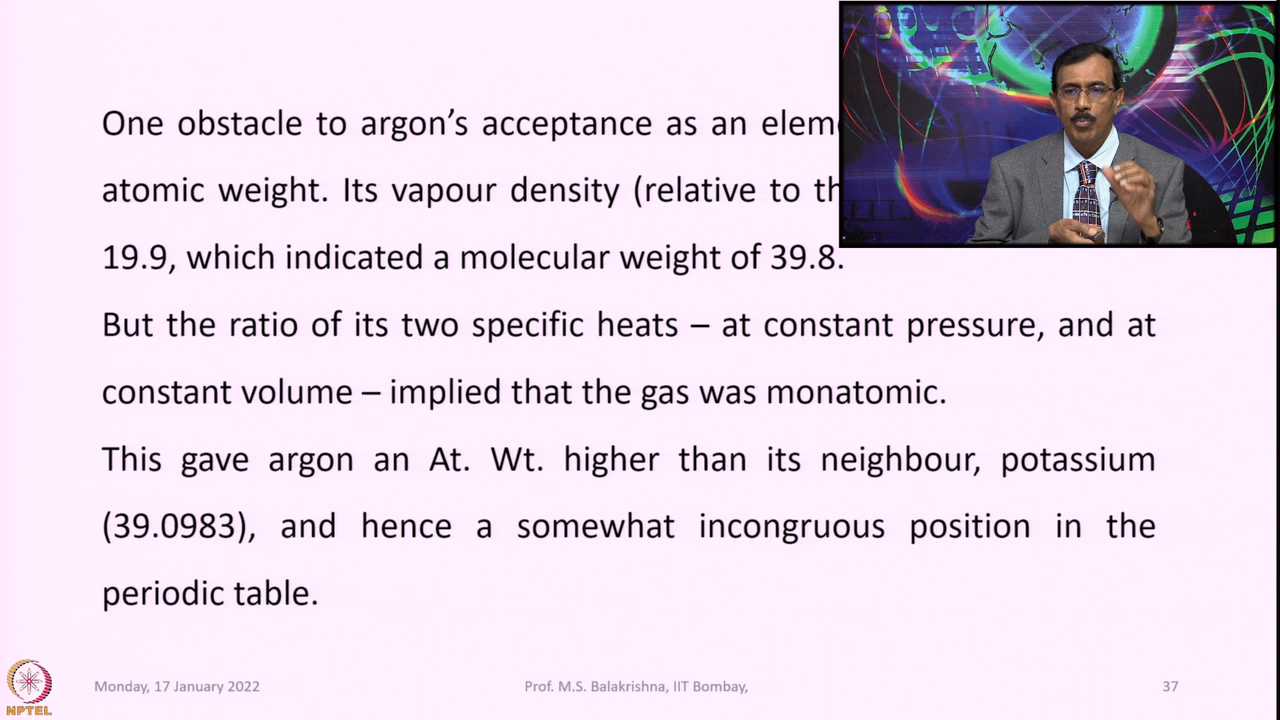 One obstacle to argon’s acceptance as an
atomic weight. Its vapour density (relative to
19.9, which indicated a molecular weight of 39.8.
But the ratio of its two specific heats – at constant pressure, and at
constant volume – implied that the gas was monatomic.
This gave argon an At. Wt. higher than its neighbour, potassium
(39.0983), and hence a somewhat incongruous position in the
periodic table.
NPTEL
Monday, 17 January 2022
Prof. M.S. Balakrishna, IIT Bombay,
37